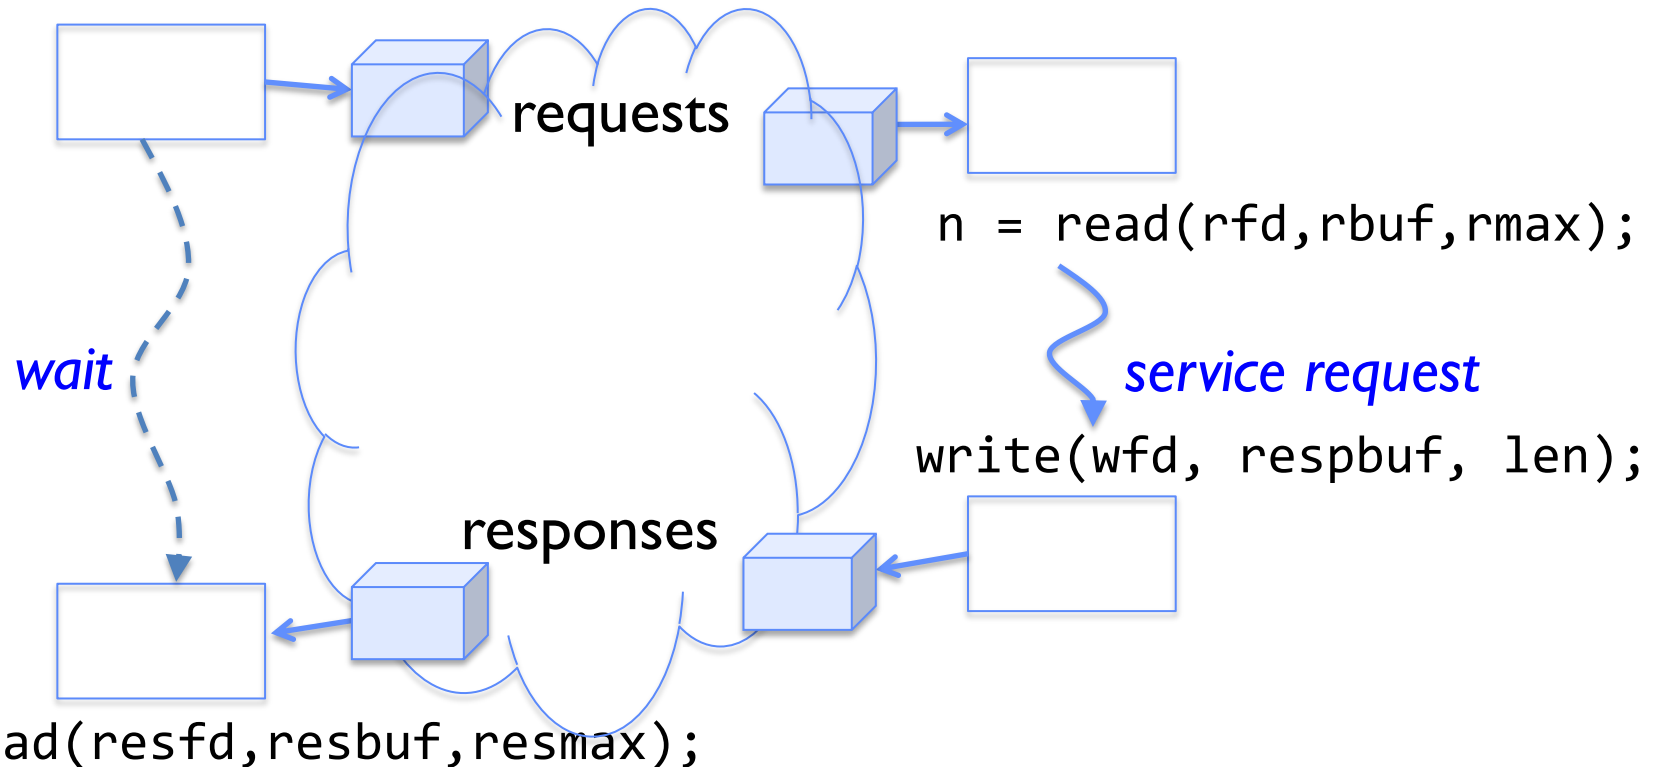 requests
n = read(rfd,rbuf,rmax);
wait
service request
write(wfd, respbuf, len);
responses
ad(resfd,resbuf,resmax);